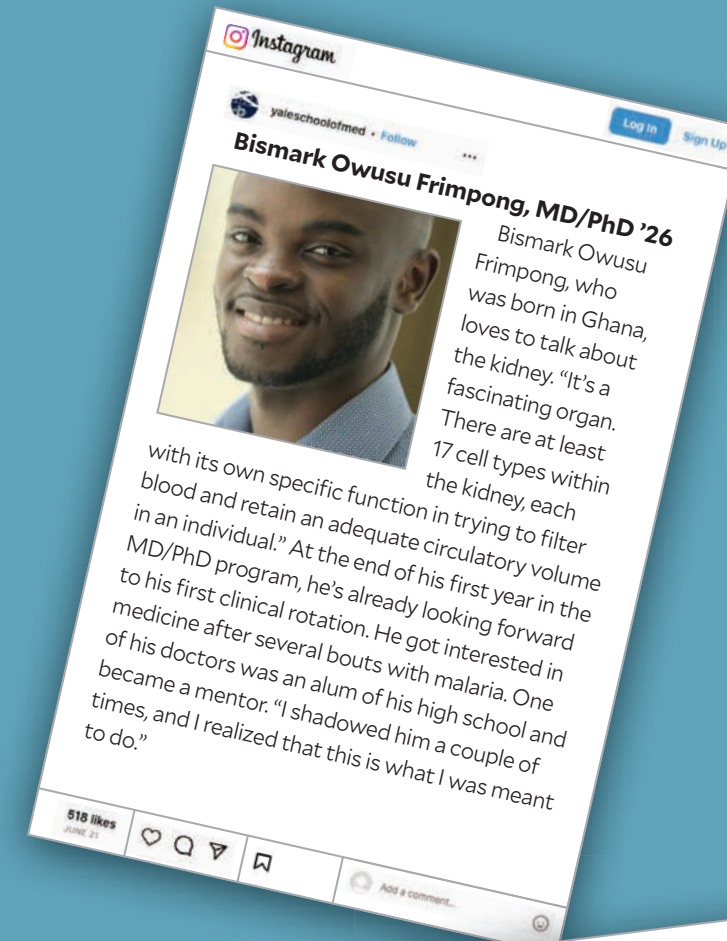 Instagram
Log In Sign Up
yaleschoolofmed • Follow
Bismark Owusu Frimpong, MD/PhD ’26
Bismark Owusu
Frimpong, who
was born in Ghana,
loves to talk about
the kidney. “It’s a
fascinating organ.
There are at least
17 cell types within
the kidney, each
with its own specific function in trying to filter
blood and retain an adequate circulatory volume
in an individual.” At the end of his first year in the
MD/PhD program, he’s already looking forward
to his first clinical rotation. He got interested in
medicine after several bouts with malaria. One
of his doctors was an alum of his high school and
became a mentor. “I shadowed him a couple of
times, and I realized that this is what I was meant
to do.”
518 likes
JUNE 21
Add a comment...